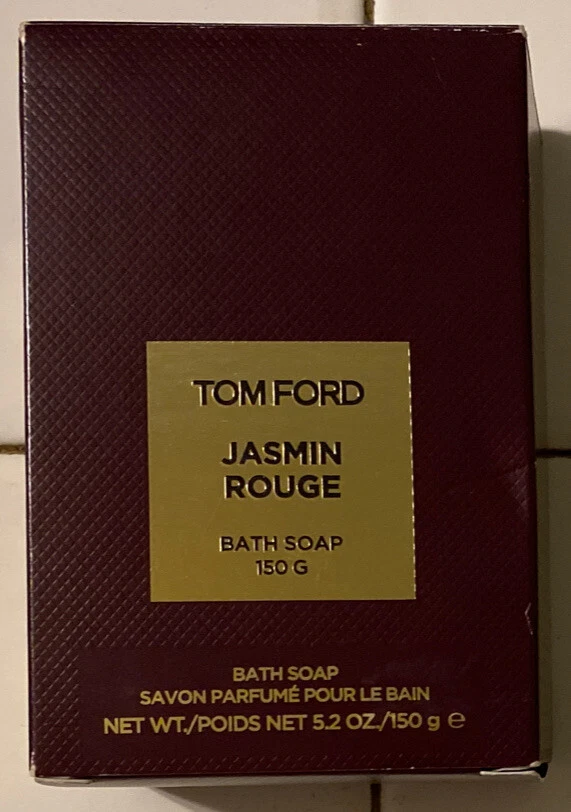 TOM FORD
JASMIN
ROUGE
BATH SOAP
150 G
BATH SOAP
SAVON PARFUMÉ POUR LE BAIN
NET WT./POIDS NET 5.2 OZ./150 g ℮